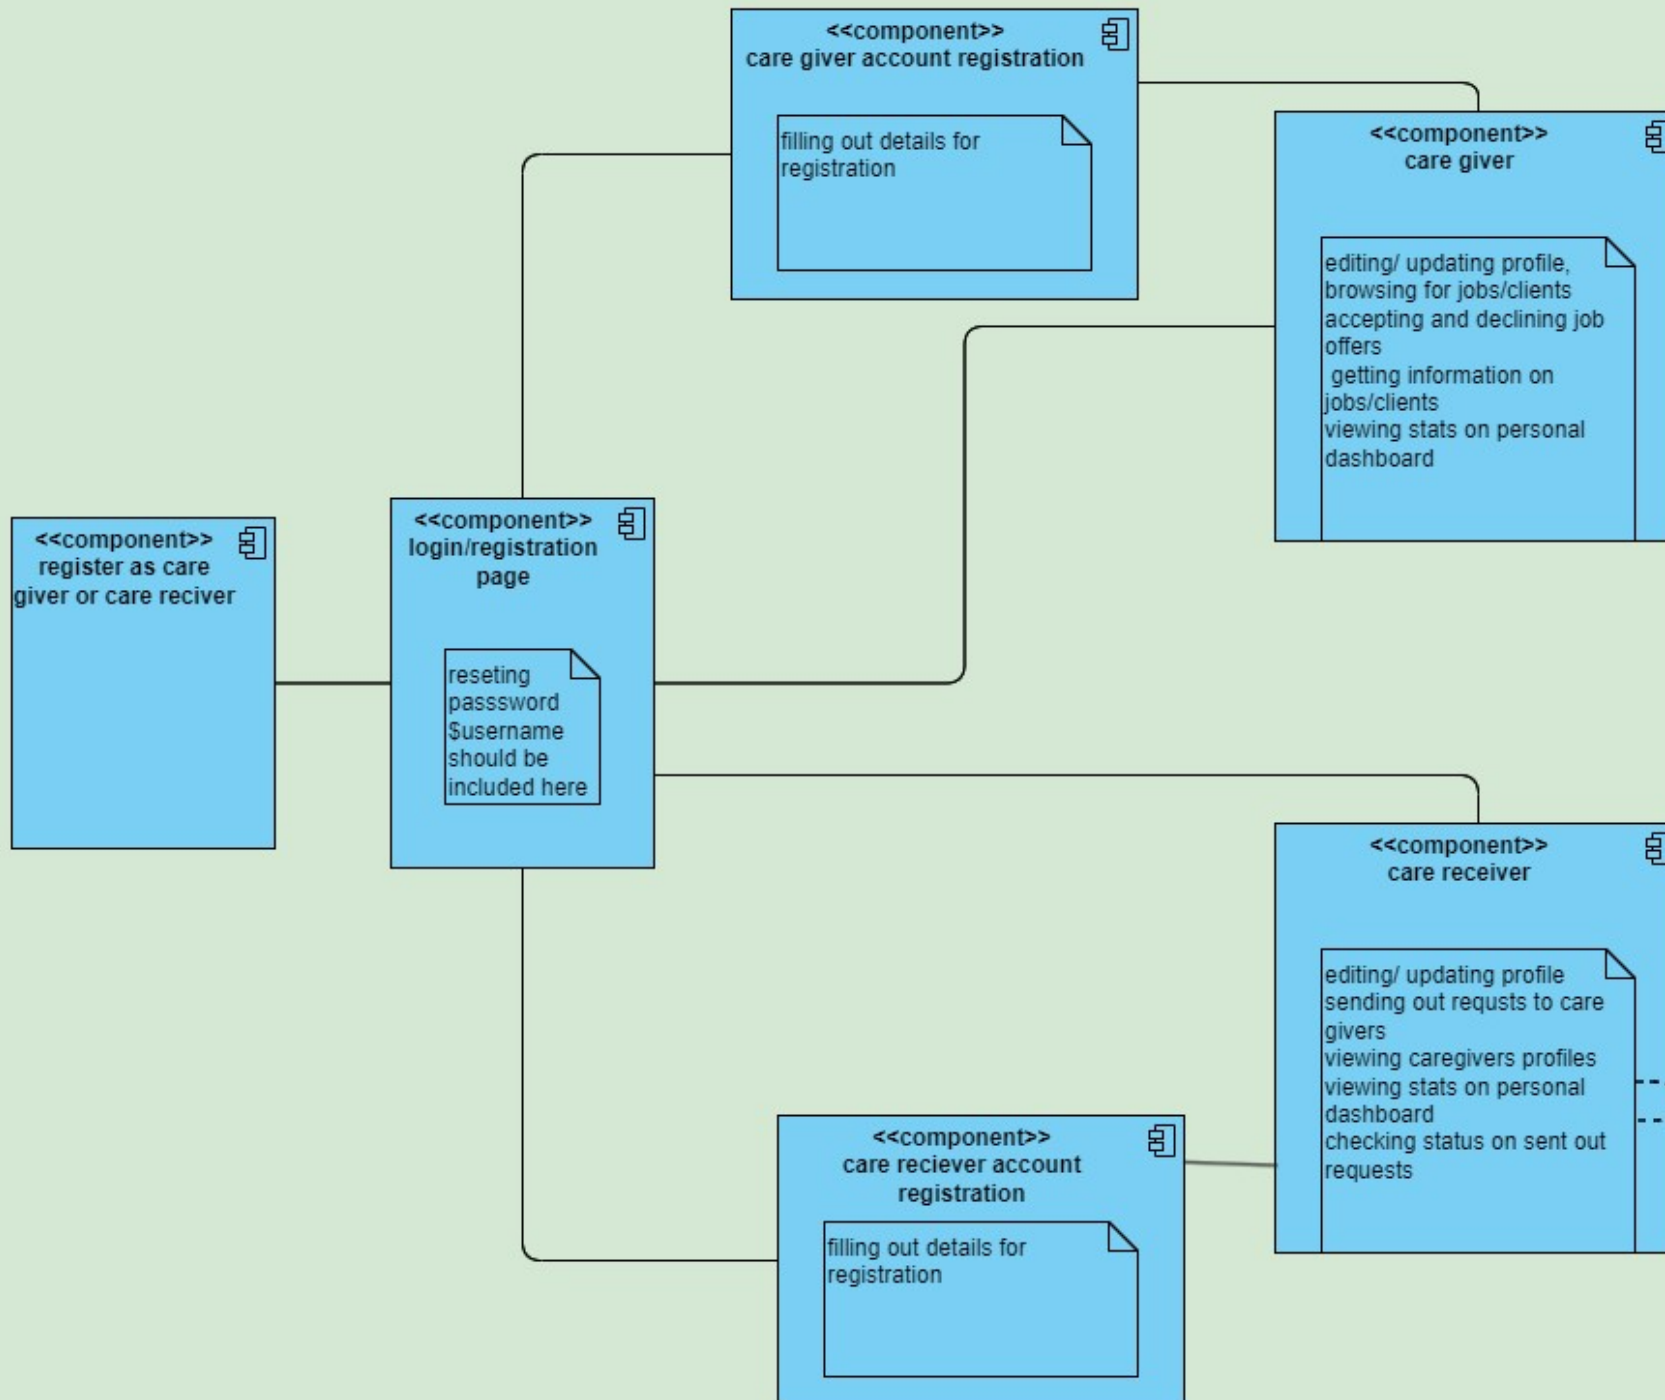 <<component>>
care giver account registration
filling out details for
registration
<<component>>
care giver
editing/ updating profile,
browsing for jobs/clients
accepting and declining job
offers
getting information on
jobs/clients
viewing stats on personal
dashboard
<<component>>
register as care
giver or care reciver
<<component>>
login/registration
page
reseting
passsword
$username
should be
included here
<<component>>
care receiver
editing/ updating profile
sending out requsts to care
givers
viewing caregivers profiles
viewing stats on personal
dashboard
checking status on sent out
requests
<<component>>
care reciever account
registration
filling out details for
registration